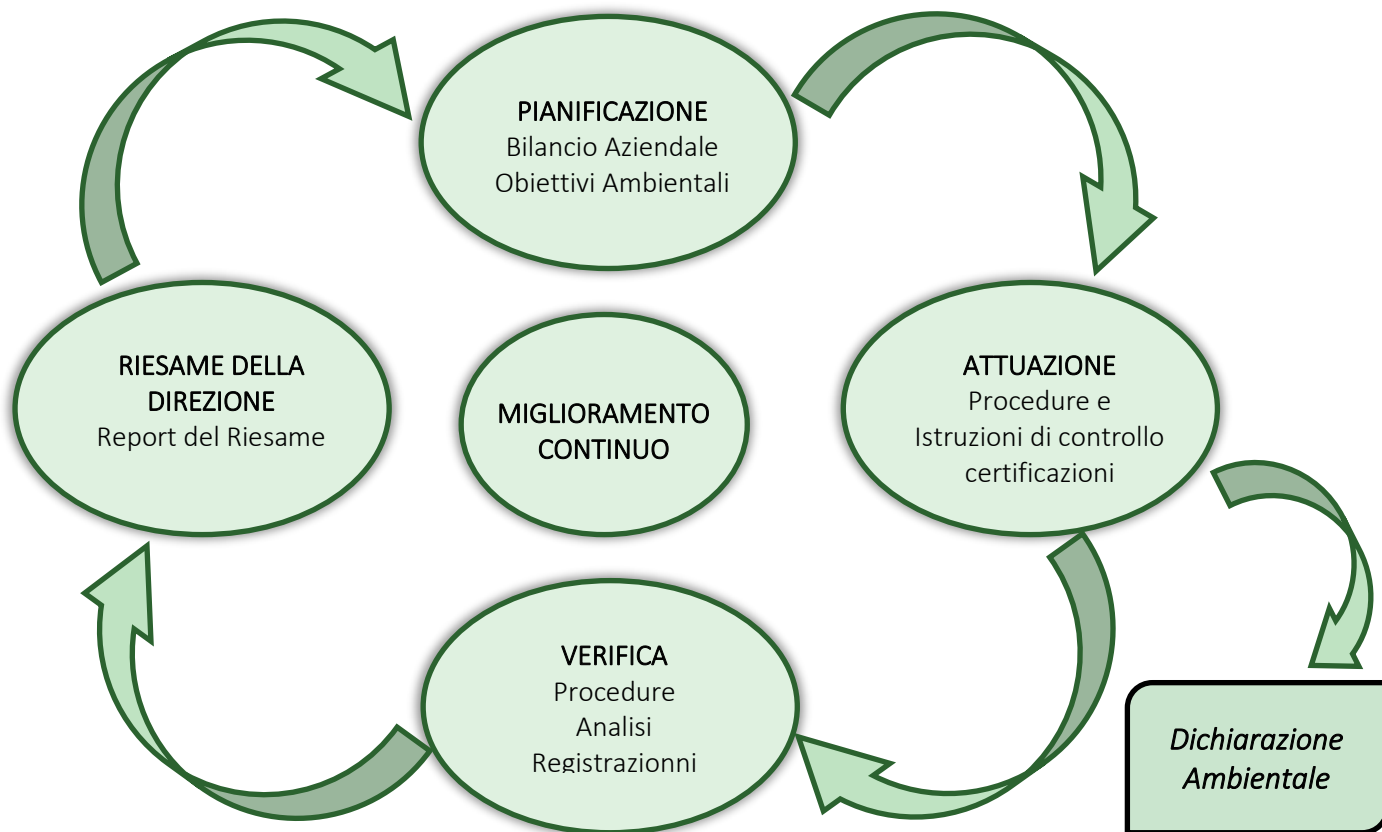 PIANIFICAZIONE
Bilancio Aziendale
Obiettivi Ambientali
RIESAME DELLA
DIREZIONE
Report del Riesame
MIGLIORAMENTO
CONTINUO
ATTUAZIONE
Procedure e
Istruzioni di controllo
certificazioni
VERIFICA
Procedure
Analisi
Registrazionni
Dichiarazione
Ambientale